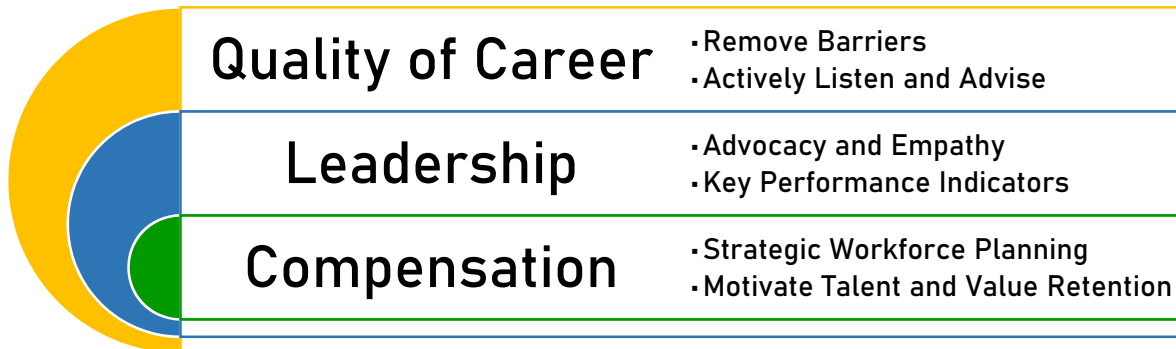 Quality of Career
▪Remove Barriers
▪Actively Listen and Advise
Leadership
▪Advocacy and Empathy
▪Key Performance Indicators
Compensation
▪Strategic Workforce Planning
▪Motivate Talent and Value Retention